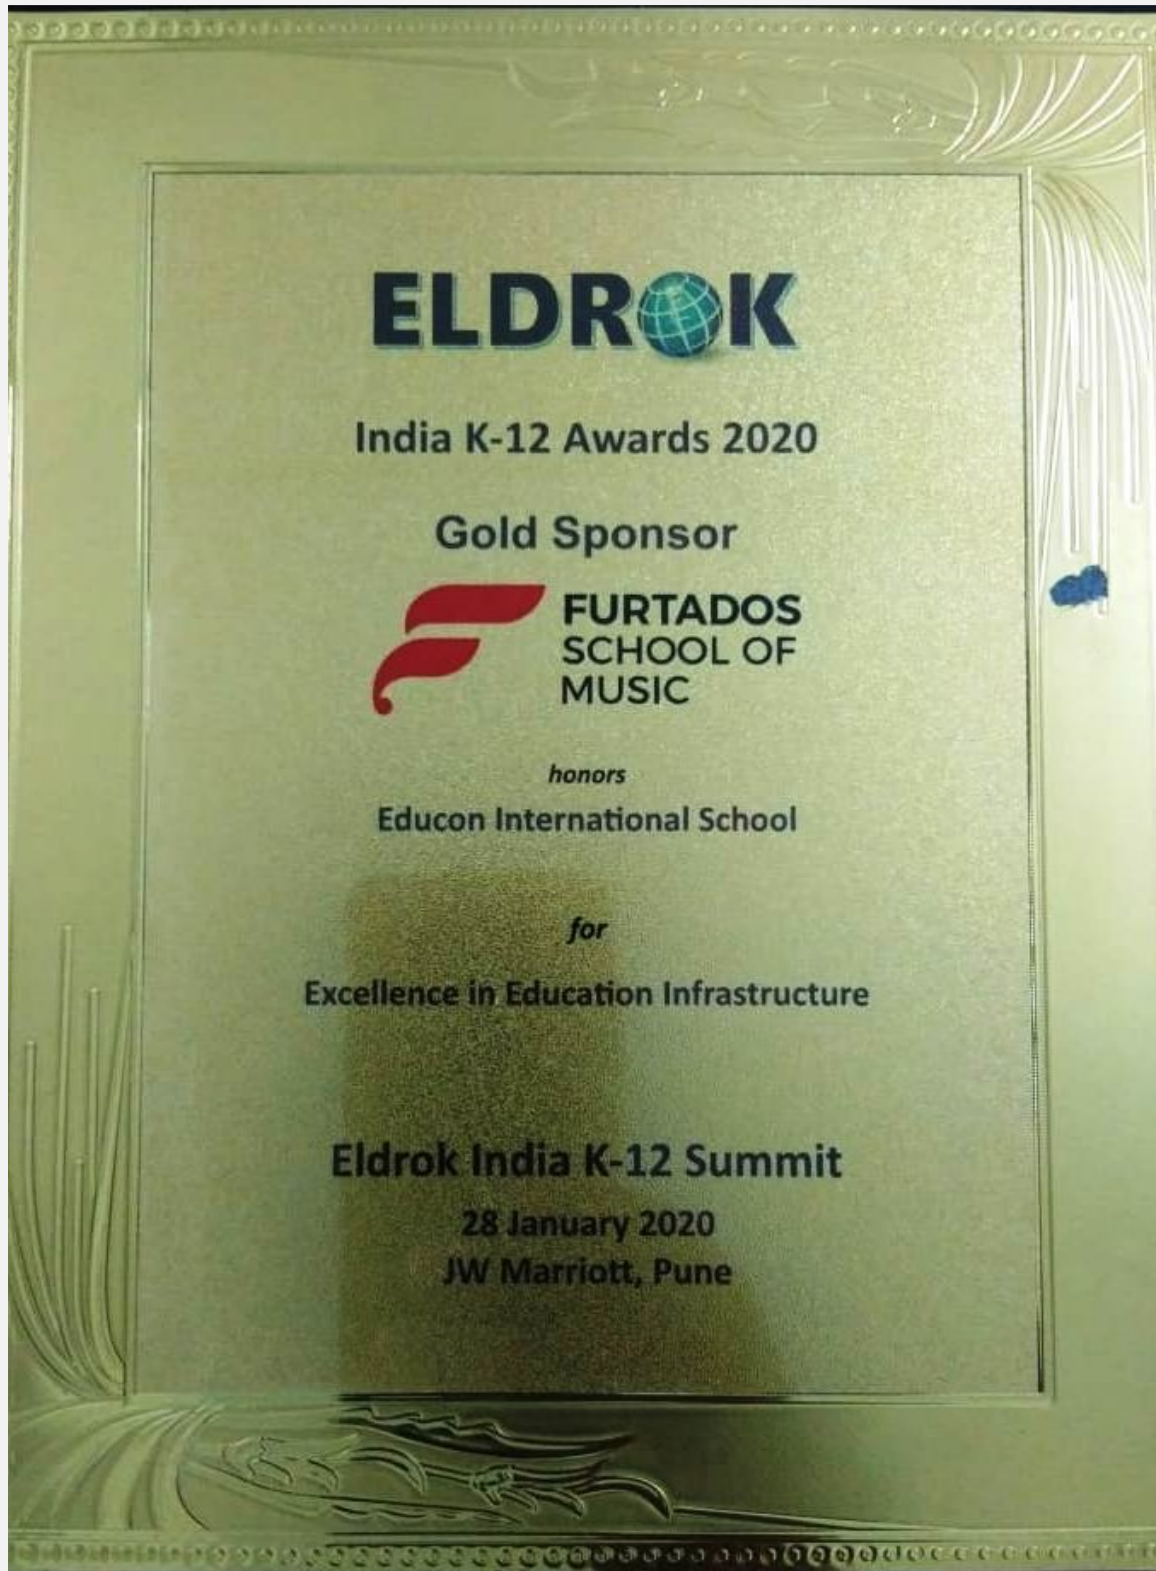 ELDROK
India K-12 Awards 2020
Gold Sponsor
FURTADOS
SCHOOL OF
MUSIC
honors
Educon International School
for
Excellence in Education Infrastructure
Eldrok India K-12 Summit
28 January 2020
JW Marriott, Pune